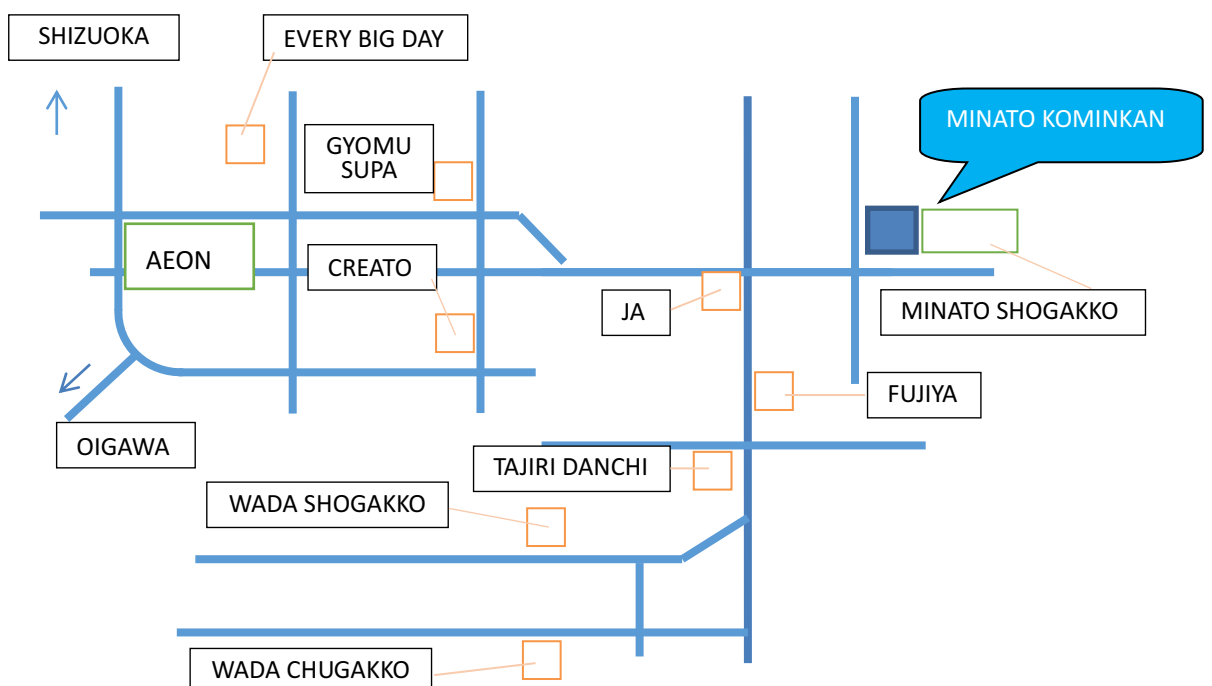 SHIZUOKA
EVERY BIG DAY
MINATO KOMINKAN
GYOMU
SUPA
AEON
CREATO
JA
MINATO SHOGAKKO
FUJIYA
OIGAWA
TAJIRI DANCHI
WADA SHOGAKKO
WADA CHUGAKKO